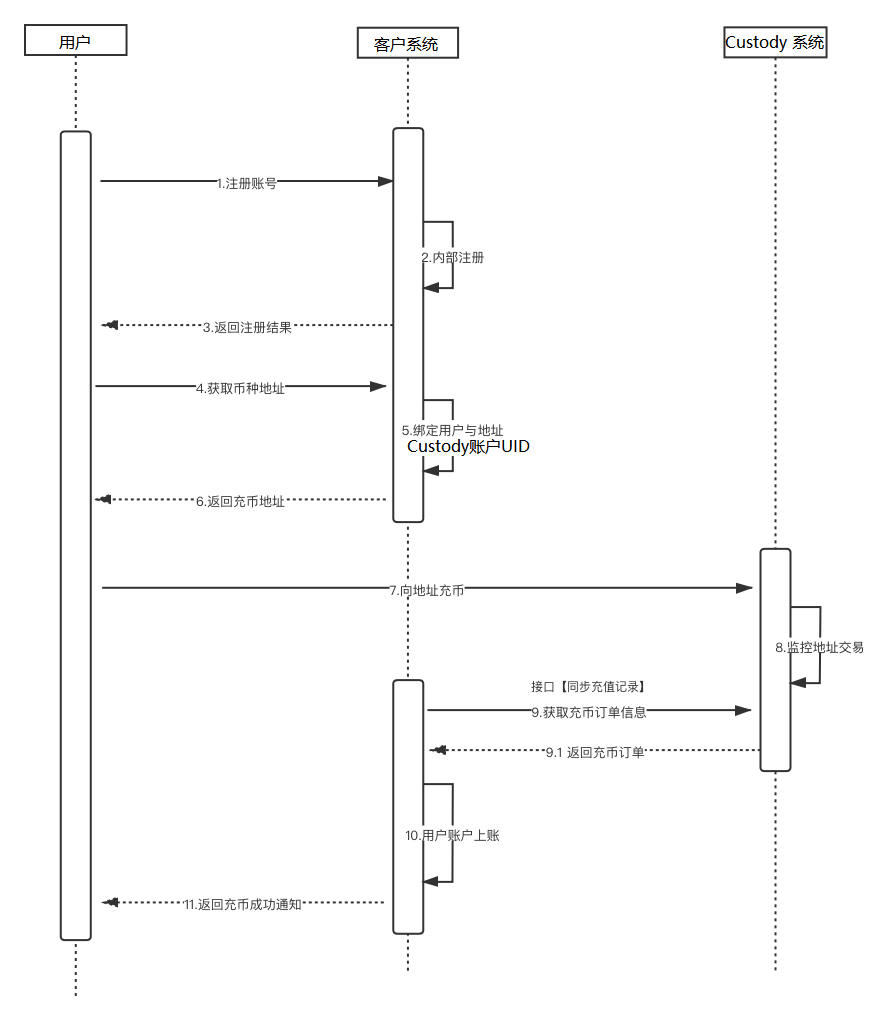 用户
客户系统
Custody 系统
1.注册账号
2.内部注册
3.返回注册结果
4.获取币种地址
5.绑定用户与地址
Custody账户UID
6.返回充币地址
7.向地址充币
8.监控地址交易
接口【同步充值记录】
9.获取充币订单信息
9.1 返回充币订单
10.用户账户上账
11.返回充币成功通知